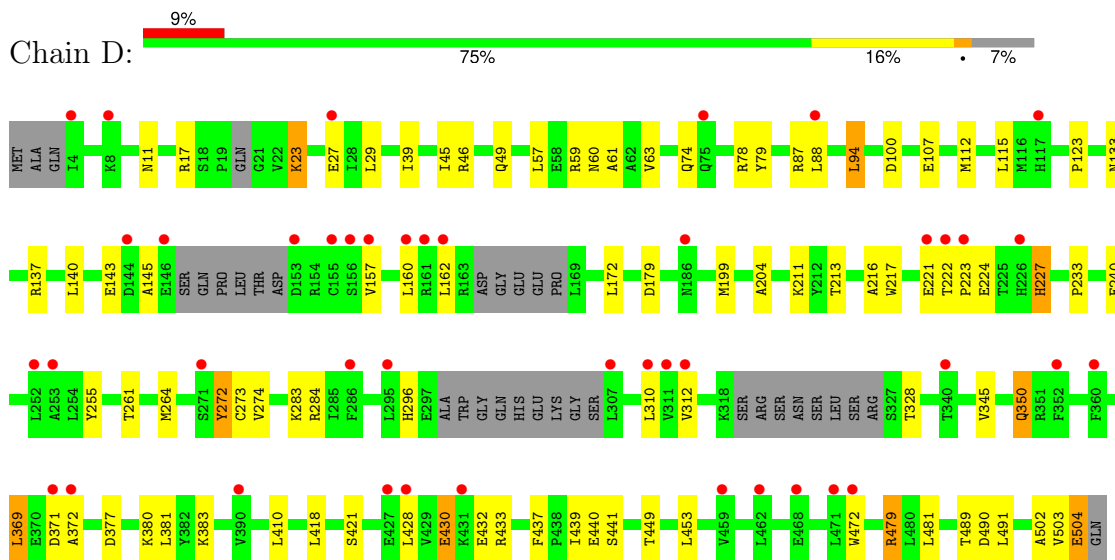 9%
Chain D:
75% 16% • 7%
MET ALA GLN I4 K8 N11 R17 S18 P19 GLN G21 V22 K23 E27 I28 L29 I39 I45 R46 Q49 L57 E58 R59 N60 A61 A62 V63 Q74 Q75 R78 Y79 R87 L88 L94 D100 E107 M112 L115 M116 H117 P123 N133
R137 L140 E143 D144 A145 E146 SER GLN PRO LEU THR ASP D153 R154 C155 S156 V157 L160 R161 L162 R163 ASP GLY GLU GLU PRO L169 L172 D179 N186 M199 A204 K211 Y212 T213 A216 W217 E221 T222 P223 E224 T225 H226 H227 P233 E240
L252 A253 L254 Y255 T261 M264 S271 Y272 C273 V274 K283 R284 I285 F286 L295 H296 E297 ALA TRP GLY GLN HIS GLU LYS GLY SER L307 L310 V311 V312 K318 SER ARG SER ASN SER LEU SER ARG S327 T328 T340 V345 Q350 R351 F352 F360
L369 E370 D371 A372 D377 K380 L381 Y382 K383 V390 L410 L418 S421 E427 L428 V429 E430 K431 E432 R433 F437 P438 I439 E440 S441 T449 L453 V459 L462 E468 L471 W472 R479 L480 L481 T489 D490 L491 A502 V503 E504 GLN